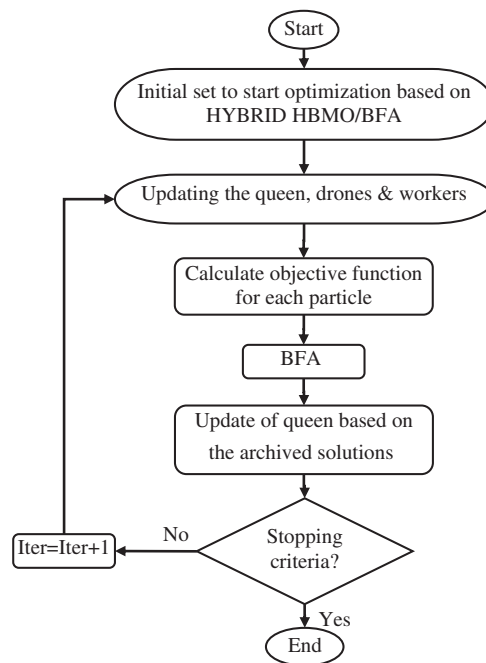 Start
Initial set to start optimization based on
HYBRID HBMO/BFA
Updating the queen, drones & workers
Calculate objective function
for each particle
BFA
Update of queen based on
the archived solutions
No
Iter=Iter+1
Stopping
criteria?
Yes
End